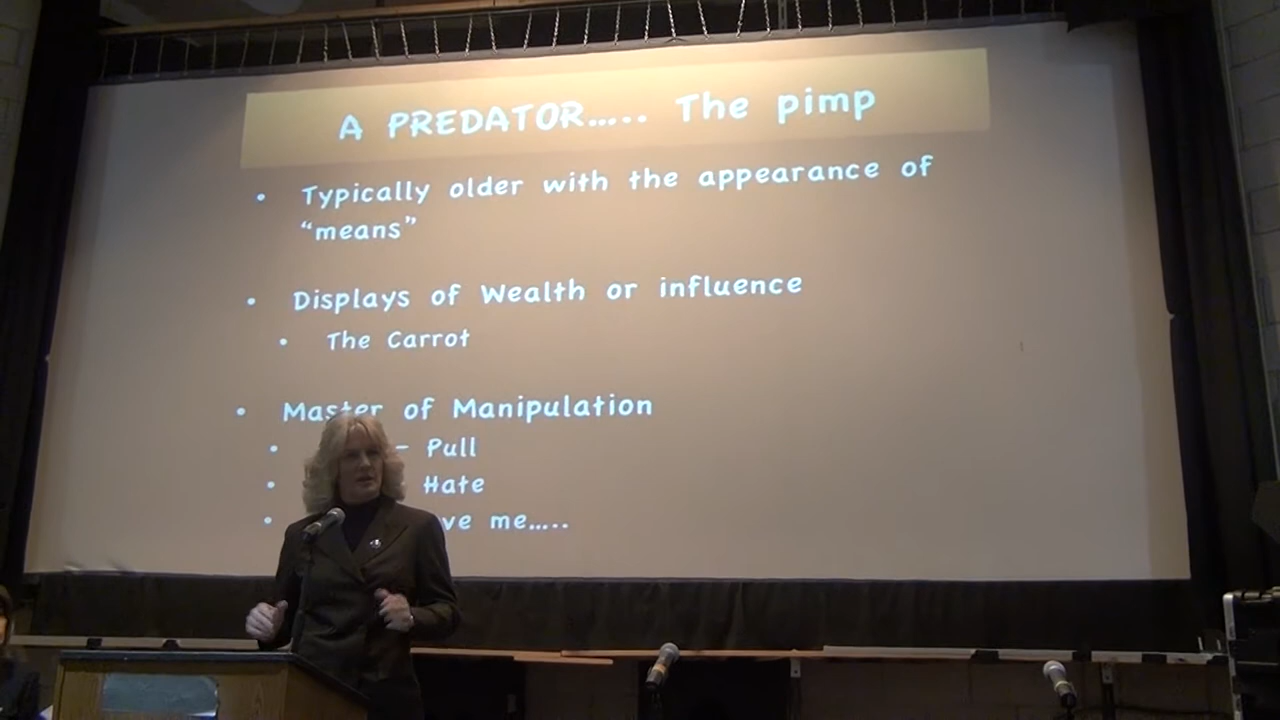 A PREDATOR..... The pimp
• Typically older with the appearance of
“means”
• Displays of Wealth or influence
• The Carrot
• Master of Manipulation
• – Pull
• Hate
• ve me.....